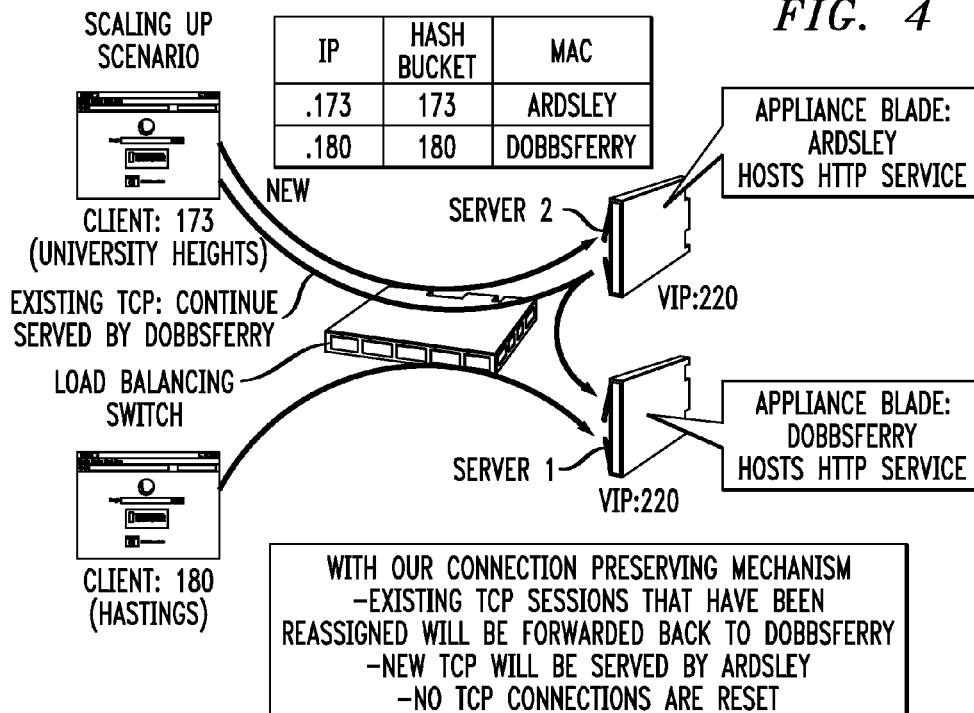 FIG. 4
SCALING UP
SCENARIO
IP HASH BUCKET MAC
.173 173 ARDSLEY
.180 180 DOBBSFERRY
APPLIANCE BLADE:
ARDSLEY
HOSTS HTTP SERVICE
NEW
SERVER 2
CLIENT: 173
(UNIVERSITY HEIGHTS)
VIP:220
EXISTING TCP: CONTINUE
SERVED BY DOBBSFERRY
LOAD BALANCING
SWITCH
APPLIANCE BLADE:
DOBBSFERRY
HOSTS HTTP SERVICE
SERVER 1
VIP:220
CLIENT: 180
(HASTINGS)
WITH OUR CONNECTION PRESERVING MECHANISM
-EXISTING TCP SESSIONS THAT HAVE BEEN
REASSIGNED WILL BE FORWARDED BACK TO DOBBSFERRY
-NEW TCP WILL BE SERVED BY ARDSLEY
-NO TCP CONNECTIONS ARE RESET